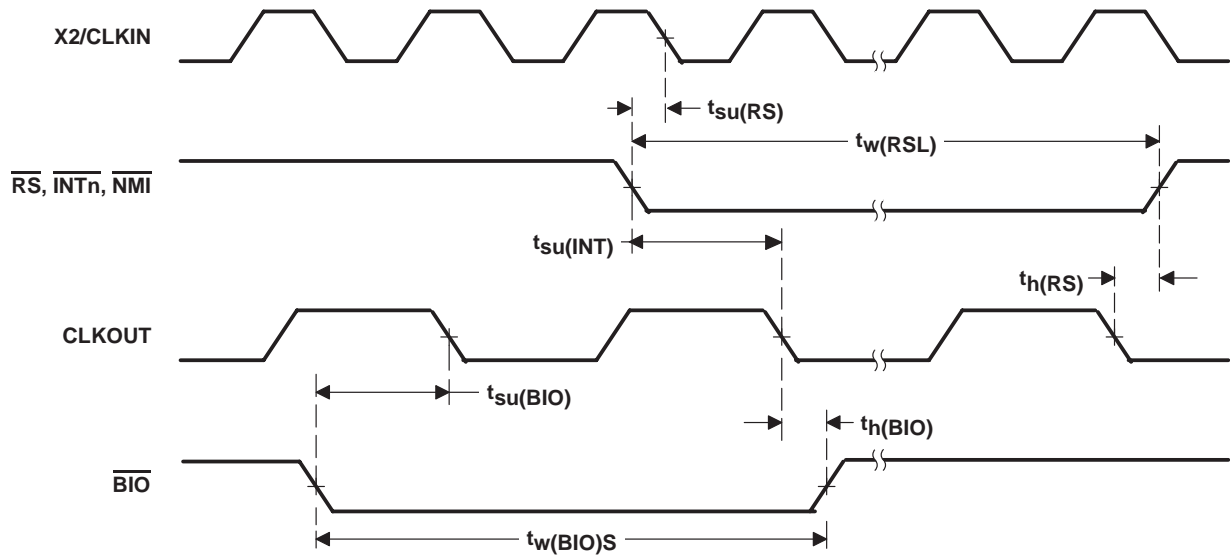 X2/CLKIN
tsu(RS)
tw(RSL)
RS, INTn, NMI
tsu(INT)
th(RS)
CLKOUT
tsu(BIO)
th(BIO)
BIO
tw(BIO)S